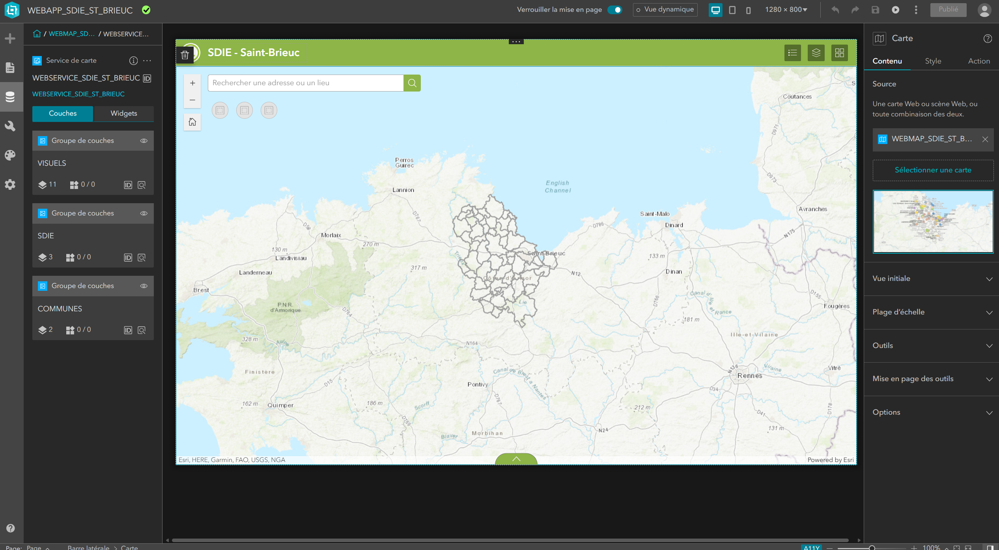 WEBAPP_SDIE_ST_BRIEUC
Verrouiller la mise en page
Vue dynamique
1280 × 800
Publié
/ WEBMAP_SD... / WEBSERVICE...
Service de carte
WEBSERVICE_SDIE_ST_BRIEUC ID
WEBSERVICE_SDIE_ST_BRIEUC
Couches
Widgets
Groupe de couches
VISUELS
11
0 / 0
ID
Groupe de couches
SDIE
3
0 / 0
ID
Groupe de couches
COMMUNES
2
0 / 0
ID
SDIE - Saint-Brieuc
+
Rechercher une adresse ou un lieu
−
Coutances
D971
Perros
Guirec
D973
English
Channel
Lannion
Avranches
D767
Saint-Malo
D786
Dinard
D58
N175
Morlaix
270 m
130 m
Saint-Brieuc
Landivisiau
Trieux
133 m
317 m
Landerneau
Dinan
N12
Côtes-d'Armor
Brest
D155
Canal d'Ille et Rance
D766
Lie
P.N.R.
d'Armorique
Fougères
D764
181 m
Ille-et-Vilaine
328 m
Aulne
N164
Finistère
Canal de Brest à Nantes
N136
Vilaine
Vitré
Rennes
D15
Pontivy
D34
D767
162 m
Quimper
186 m
Scorff
212 m
D178
D41
D769
131 m
N24
Blavet
Morbihan
Esri, HERE, Garmin, FAO, USGS, NGA
Powered by Esri
Carte
Contenu
Style
Action
Source
Une carte Web ou scène Web, ou
toute combinaison des deux.
WEBMAP_SDIE_ST_B...
Sélectionner une carte
Vue initiale
Plage d’échelle
Outils
Mise en page des outils
Options
Page: Page
Barre latérale > Carte
A11Y
100%